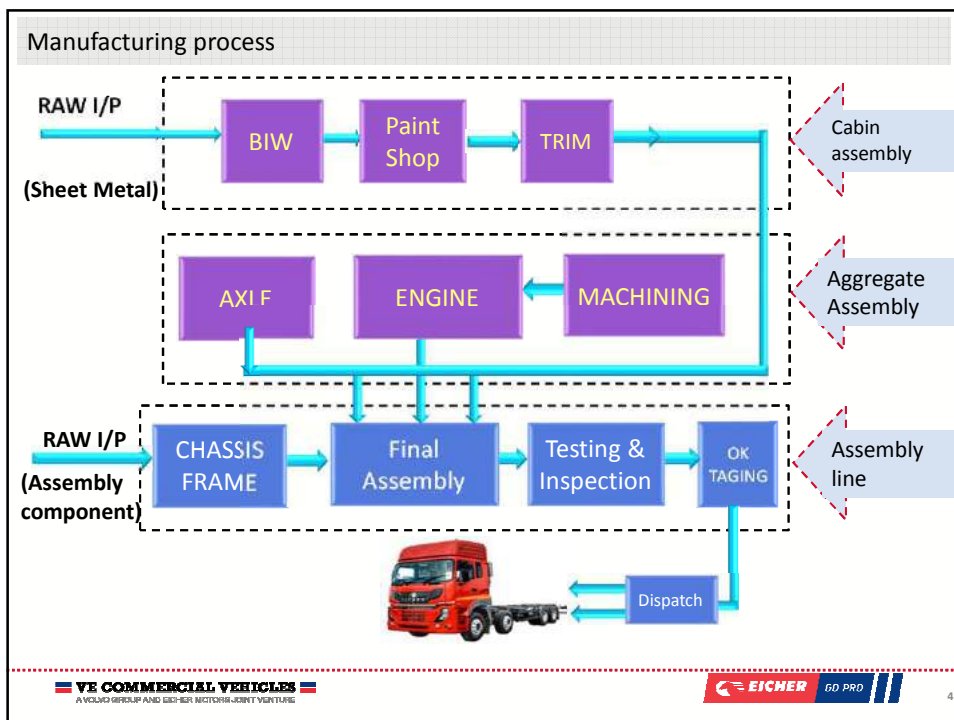 Manufacturing process
RAW I/P
(Sheet Metal)
BIW
Paint
Shop
TRIM
Cabin
assembly
AXI F
ENGINE
MACHINING
Aggregate
Assembly
RAW I/P
(Assembly
component)
CHASSIS
FRAME
Final
Assembly
Testing &
Inspection
OK
TAGING
Assembly
line
Dispatch
VE COMMERCIAL VEHICLES
A VOLVO GROUP AND EICHER MOTORS JOINT VENTURE
EICHER
GO PRO
4